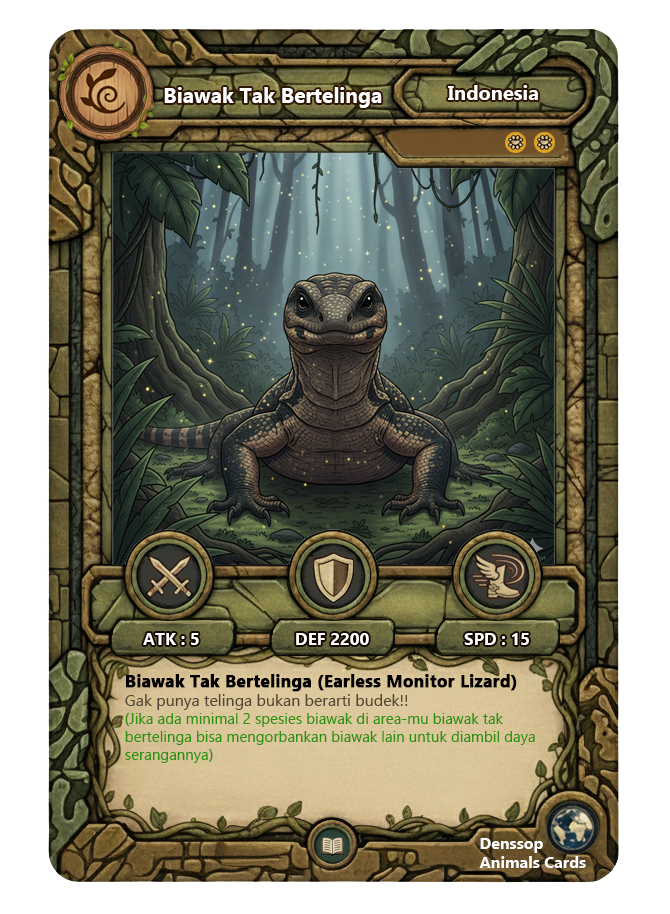 Biawak Tak Bertelinga
Indonesia
ATK : 5
DEF 2200
SPD : 15
Biawak Tak Bertelinga (Earless Monitor Lizard)
Gak punya telinga bukan berarti budek!!
(Jika ada minimal 2 spesies biawak di area-mu biawak tak
bertelinga bisa mengorbankan biawak lain untuk diambil daya
serangannya)
Denssop
Animals Cards